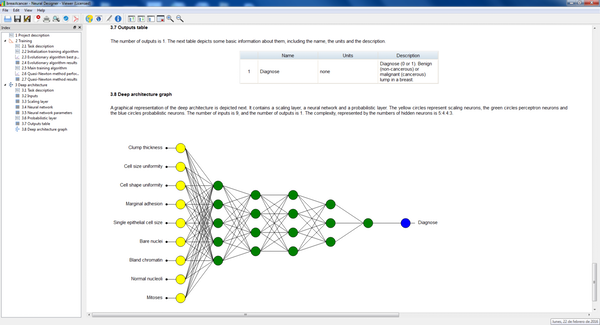 breastcancer - Neural Designer - Viewer (Licensed)
File Edit View Help
Index
1 Project description
2 Training
2.1 Task description
2.2 Initialization training algorithm
2.3 Evolutionary algorithm best p...
2.4 Evolutionary algorithm results
2.5 Main training algorithm
2.6 Quasi-Newton method perfor...
2.7 Quasi-Newton method results
3 Deep architecture
3.1 Task description
3.2 Inputs
3.3 Scaling layer
3.4 Neural network
3.5 Neural network parameters
3.6 Probabilistic layer
3.7 Outputs table
3.8 Deep architecture graph
3.7 Outputs table
The number of outputs is 1. The next table depicts some basic information about them, including the name, the units and the description.
Name Units Description
1 Diagnose none Diagnose (0 or 1). Benign
(non-cancerous) or
malignant (cancerous)
lump in a breast.
3.8 Deep architecture graph
A graphical representation of the deep architecture is depicted next. It contains a scaling layer, a neural network and a probabilistic layer. The yellow circles represent scaling neurons, the green circles perceptron neurons and
the blue circles probabilistic neurons. The number of inputs is 9, and the number of outputs is 1. The complexity, represented by the numbers of hidden neurons is 5:4:4:3.
Clump thickness
Cell size uniformity
Cell shape uniformity
Marginal adhesion
Single epithelial cell size
Bare nuclei
Bland chromatin
Normal nucleoli
Mitoses
Diagnose
lunes, 22 de febrero de 2016